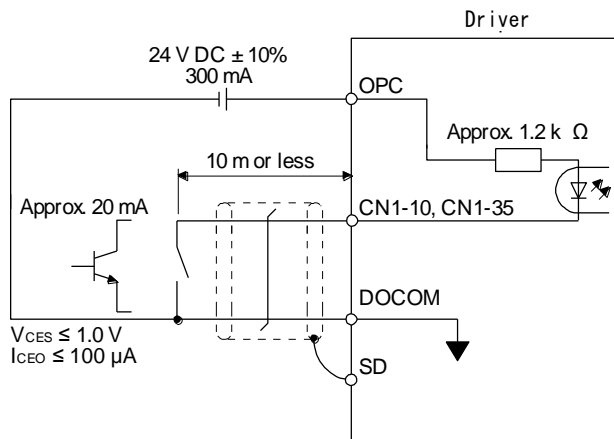 Driver
24 V DC ± 10%
300 mA
OPC
Approx. 1.2 k Ω
10 m or less
Approx. 20 mA
CN1-10, CN1-35
DOCOM
VCES ≤ 1.0 V
ICEO ≤ 100 µA
SD